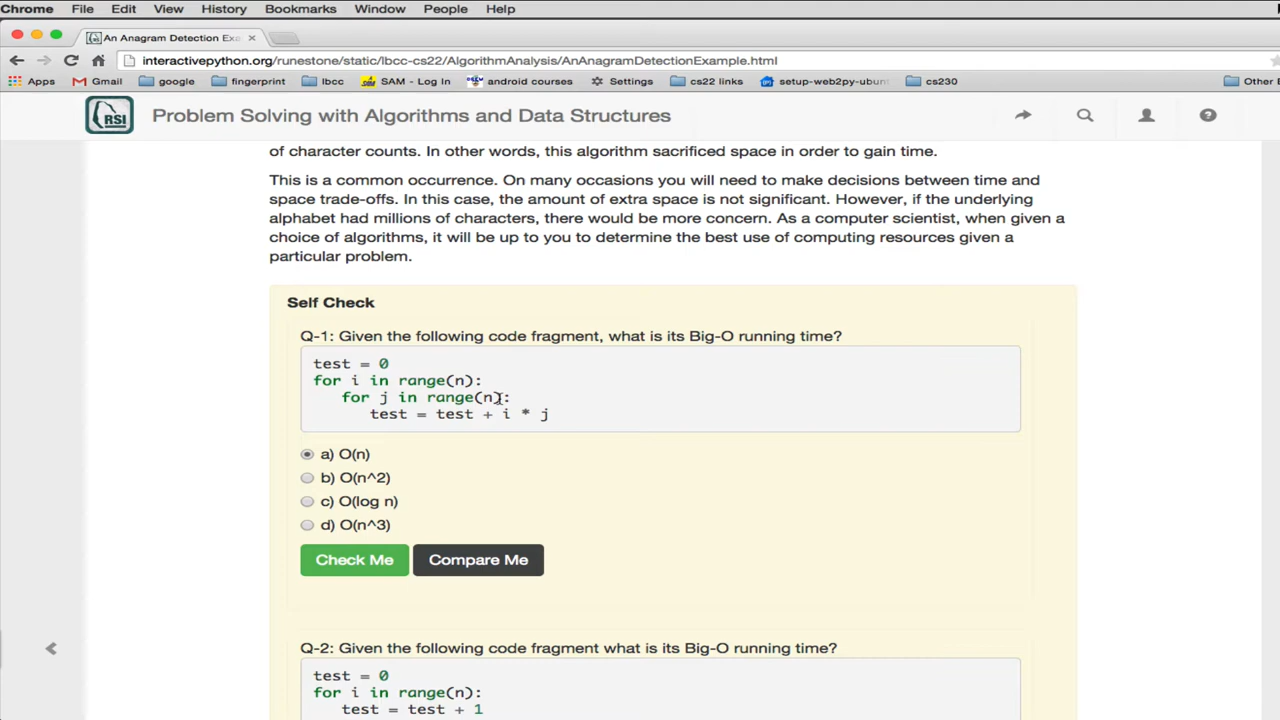 Chrome File Edit View History Bookmarks Window People Help
An Anagram Detection Exa
interactivepython.org/runestone/static/lbcc-cs22/AlgorithmAnalysis/AnAnagramDetectionExample.html
Apps Gmail google fingerprint lbcc SAM - Log In android courses Settings cs22 links setup-web2py-ubun cs230 Other
RSI Problem Solving with Algorithms and Data Structures
of character counts. In other words, this algorithm sacrificed space in order to gain time.
This is a common occurrence. On many occasions you will need to make decisions between time and
space trade-offs. In this case, the amount of extra space is not significant. However, if the underlying
alphabet had millions of characters, there would be more concern. As a computer scientist, when given a
choice of algorithms, it will be up to you to determine the best use of computing resources given a
particular problem.
Self Check
Q-1: Given the following code fragment, what is its Big-O running time?
test = 0
for i in range(n):
for j in range(n):
test = test + i * j
a) O(n)
b) O(n^2)
c) O(log n)
d) O(n^3)
Check Me Compare Me
Q-2: Given the following code fragment what is its Big-O running time?
test = 0
for i in range(n):
test = test + 1